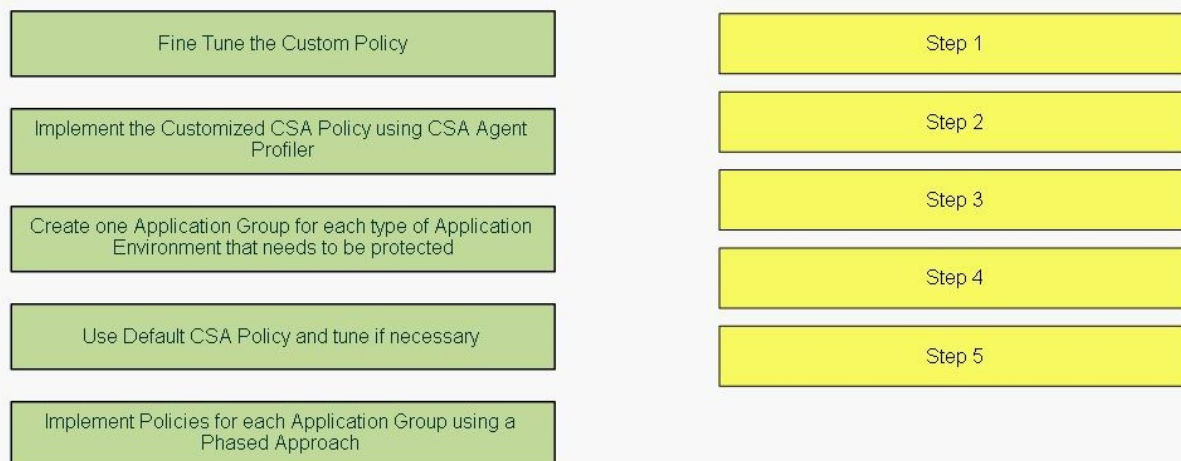 Fine Tune the Custom Policy
Implement the Customized CSA Policy using CSA Agent
Profiler
Create one Application Group for each type of Application
Environment that needs to be protected
Use Default CSA Policy and tune if necessary
Implement Policies for each Application Group using a
Phased Approach
Step 1
Step 2
Step 3
Step 4
Step 5